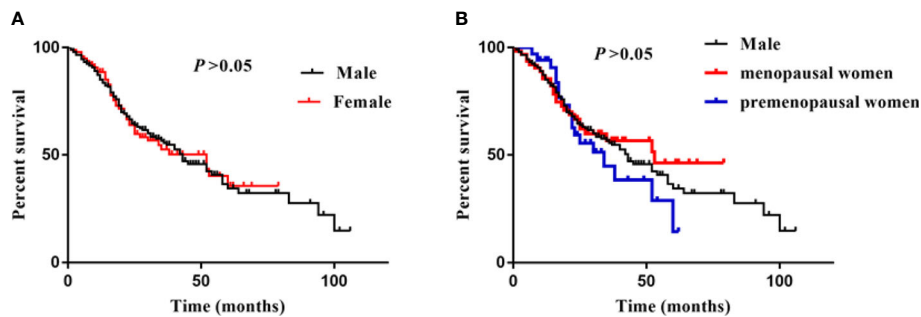 A
P>0.05
Male
Female
100
50
0
Percent survival
0
50
100
Time (months)
B
P>0.05
Male
menopausal women
premenopausal women
100
50
0
Percent survival
0
50
100
Time (months)